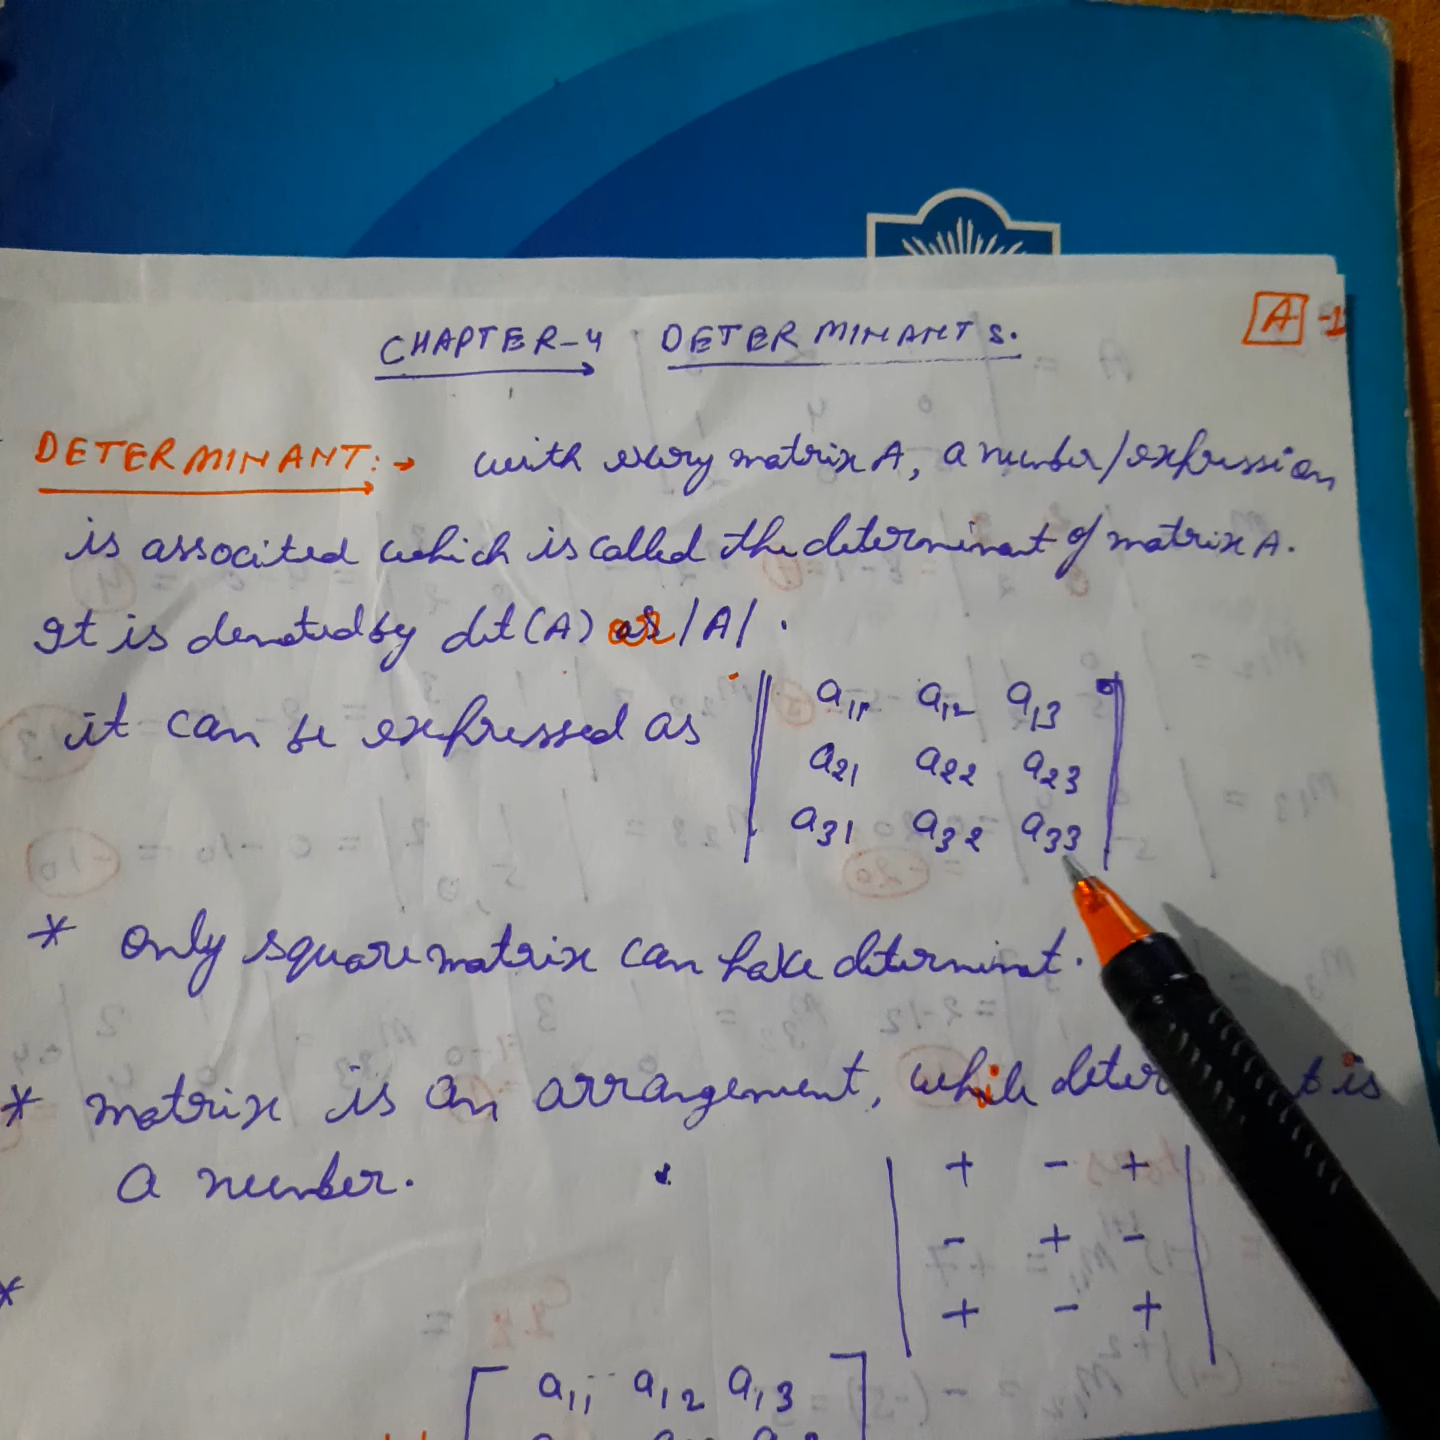 CHAPTER-4 DETERMINANTS.
A -1
DETERMINANT:→ with every matrix A, a number/expression
is associted which is called the determinant of matrix A.
It is denoted by det(A) or |A|.
it can be expressed as
a11 a12 a13
a21 a22 a23
a31 a32 a33
* only square matrix can have determinat.
* matrix is an arrangement, while deter t is
a number.
+ - +
- + -
+ - +
*
a11 a12 a13